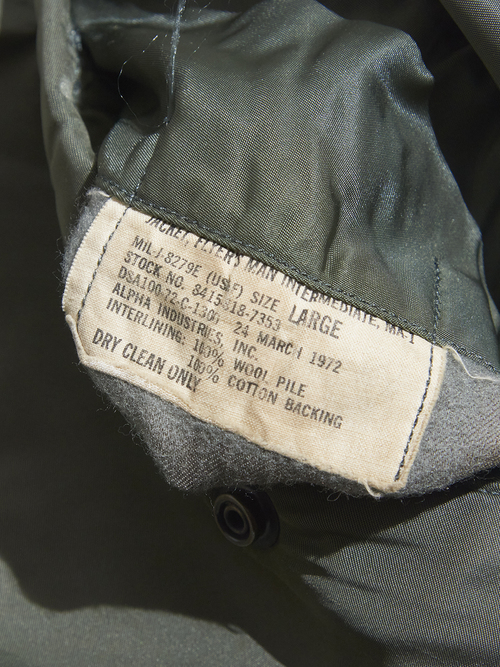 JACKET, FLYER'S MAN INTERMEDIATE, MA-1
MIL-J-8279E (USAF) SIZE LARGE
STOCK NO. 8415-818-7353
DSA100-72-C-1301 24 MARCH 1972
ALPHA INDUSTRIES, INC.
INTERLINING: 100% WOOL PILE
100% COTTON BACKING
DRY CLEAN ONLY